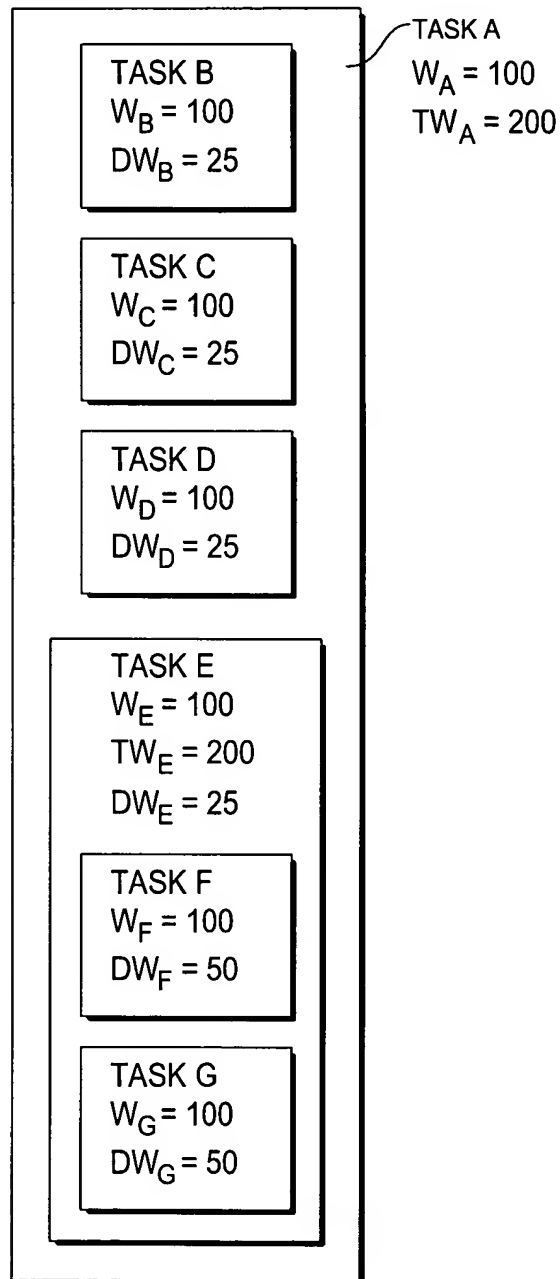 TASK A
W_A = 100
TW_A = 200
TASK B
W_B = 100
DW_B = 25
TASK C
W_C = 100
DW_C = 25
TASK D
W_D = 100
DW_D = 25
TASK E
W_E = 100
TW_E = 200
DW_E = 25
TASK F
W_F = 100
DW_F = 50
TASK G
W_G = 100
DW_G = 50